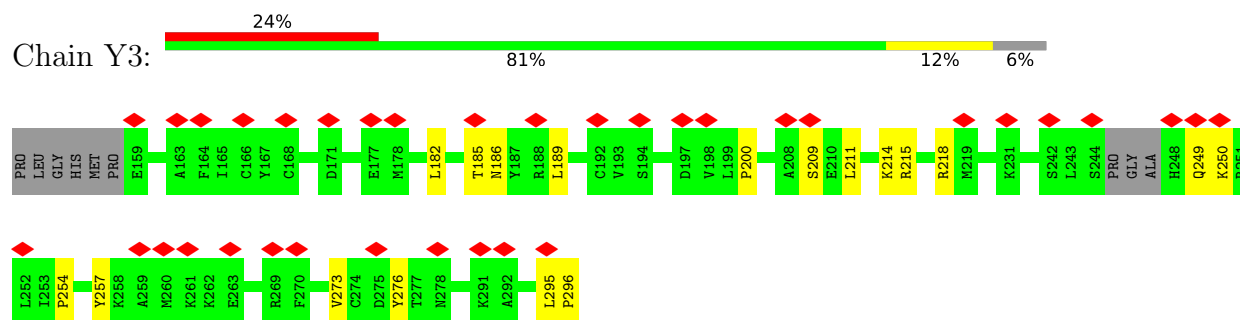 24%
Chain Y3:
81% 12% 6%
PRO LEU GLY HIS MET PRO E159 A163 F164 I165 C166 Y167 C168 D171 E177 M178 L182 T185 N186 Y187 R188 L189 C192 V193 S194 D197 V198 L199 P200 A208 S209 E210 L211 K214 R215 R218 M219 K231 S242 L243 S244 PRO GLY ALA H248 Q249 K250
L252 I253 P254 Y257 K258 A259 M260 K261 K262 E263 R269 F270 V273 C274 D275 Y276 T277 N278 K291 A292 L295 P296